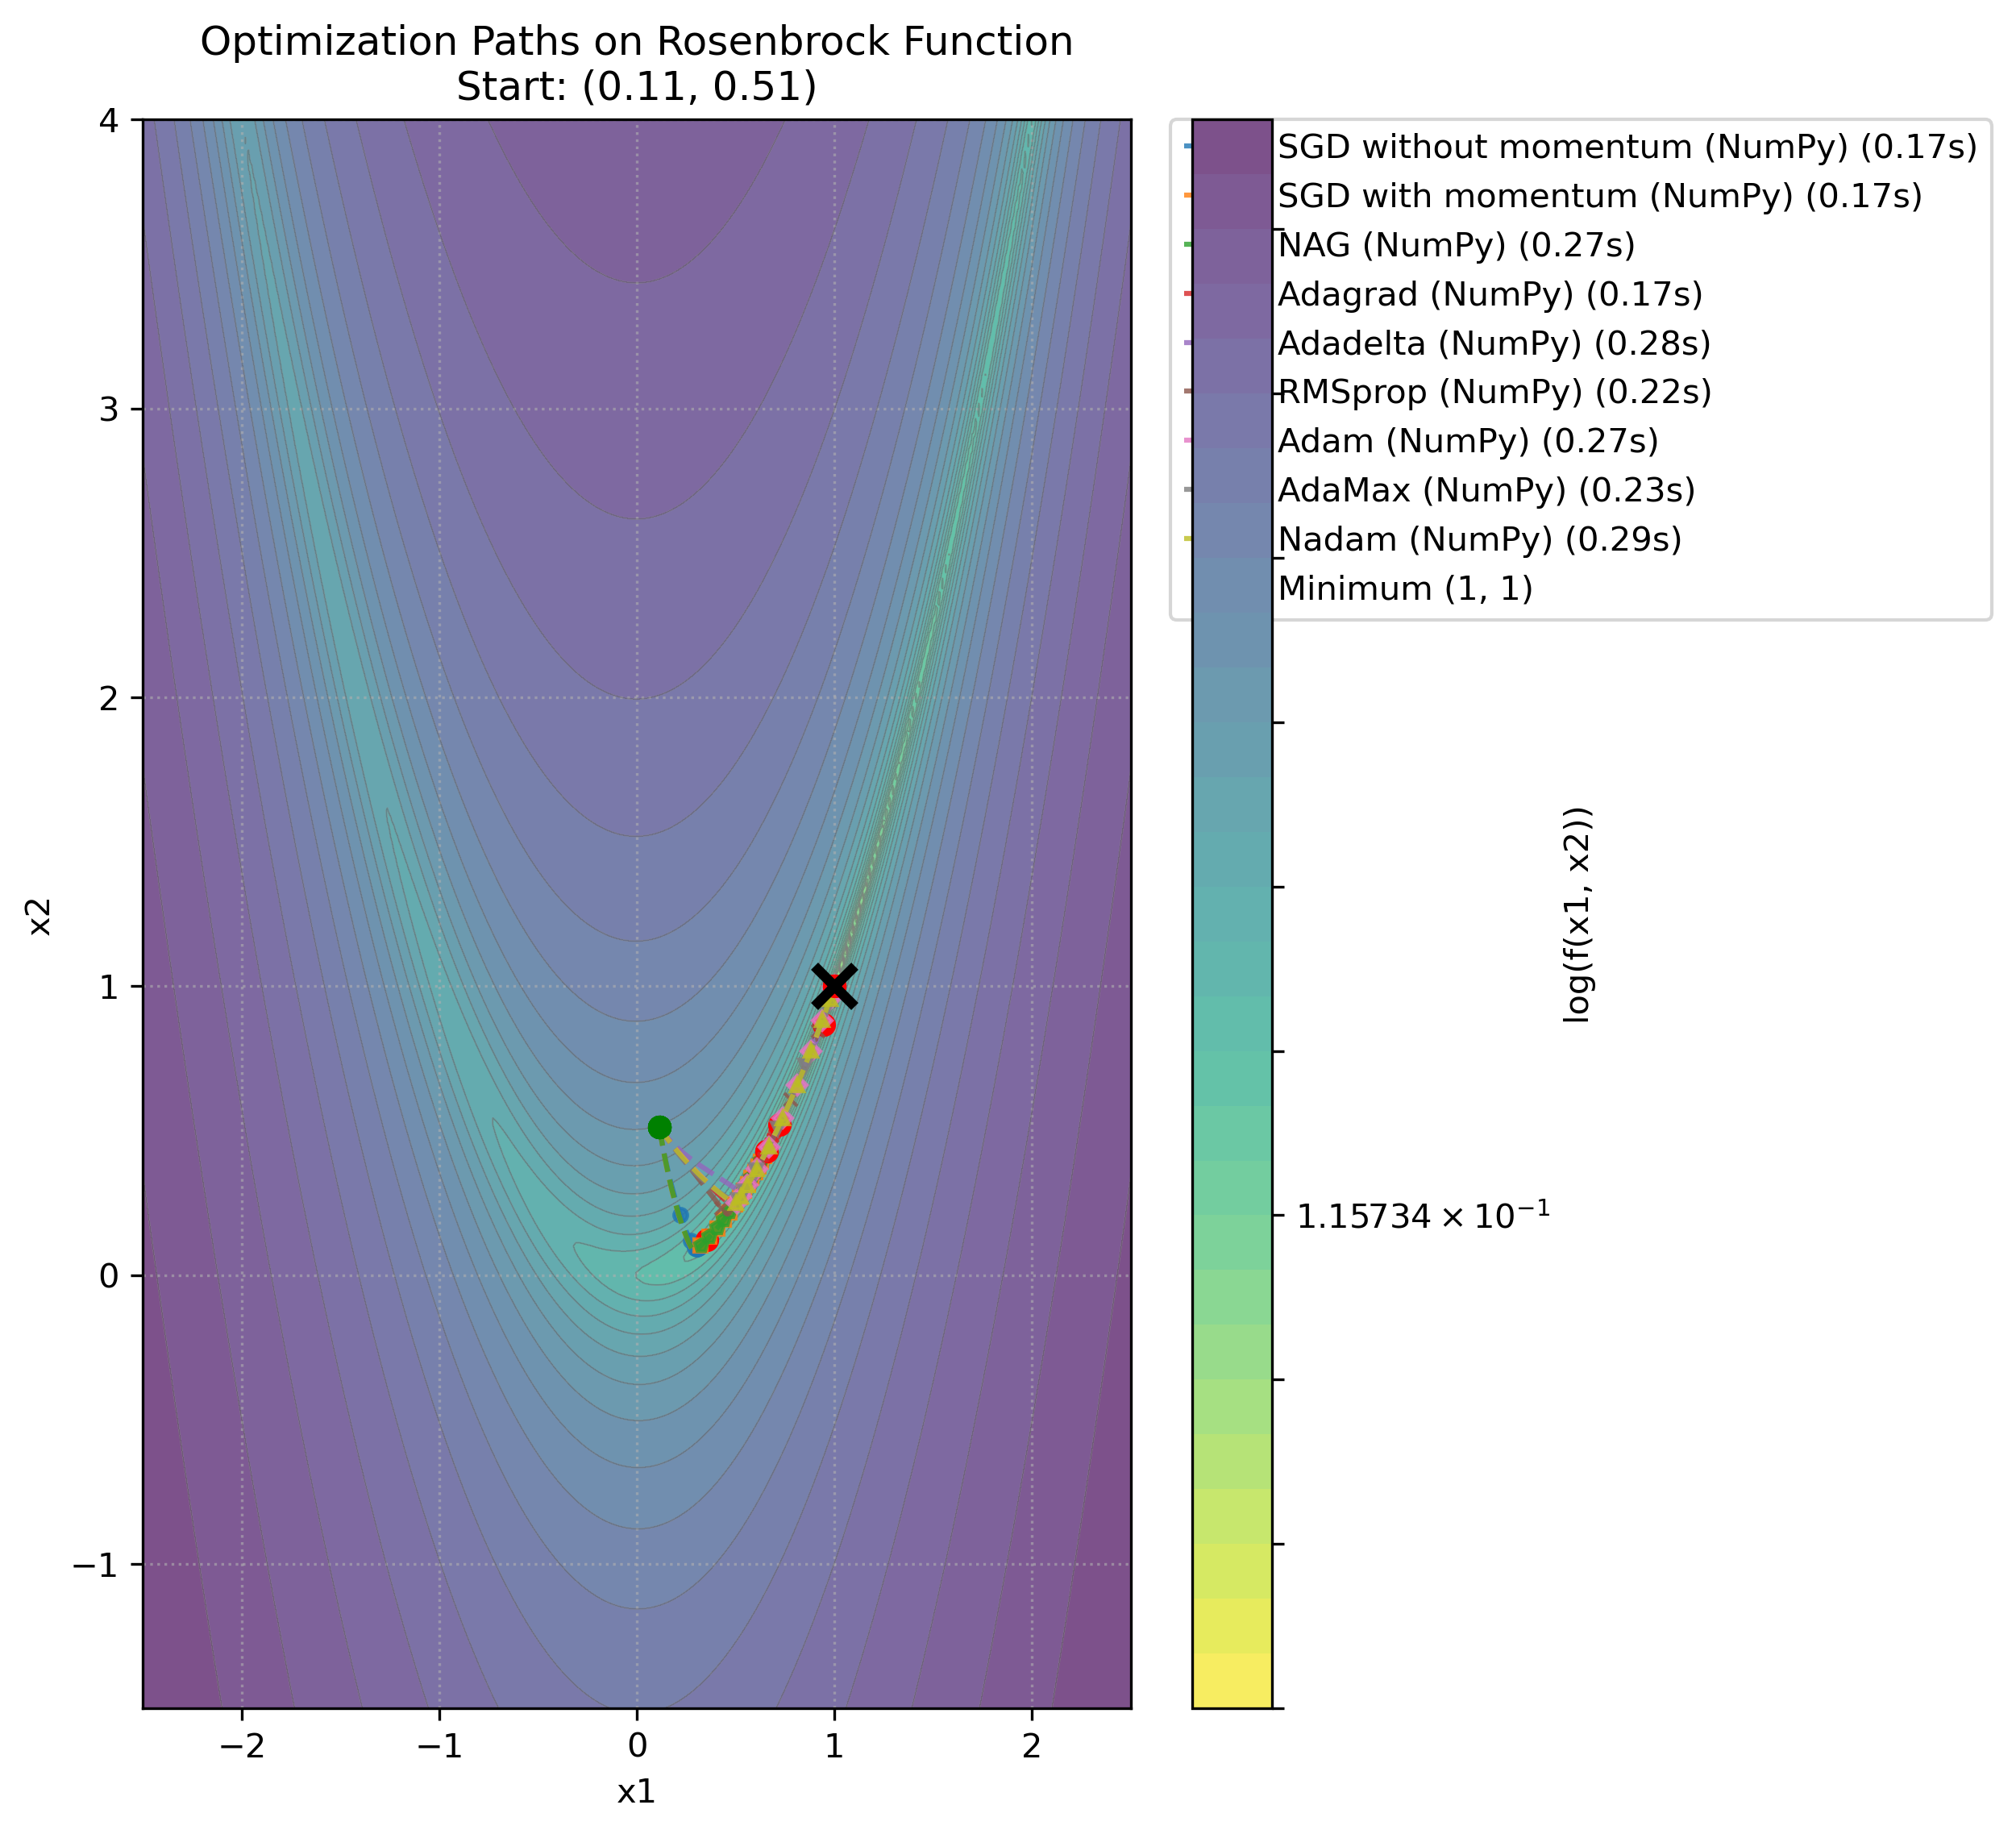 Optimization Paths on Rosenbrock Function
Start: (0.11, 0.51)
4
3
2
1
0
−1
x2
−2
−1
0
1
2
x1
SGD without momentum (NumPy) (0.17s)
SGD with momentum (NumPy) (0.17s)
NAG (NumPy) (0.27s)
Adagrad (NumPy) (0.17s)
Adadelta (NumPy) (0.28s)
RMSprop (NumPy) (0.22s)
Adam (NumPy) (0.27s)
AdaMax (NumPy) (0.23s)
Nadam (NumPy) (0.29s)
Minimum (1, 1)
1.15734 × 10⁻¹
log(f(x1, x2))